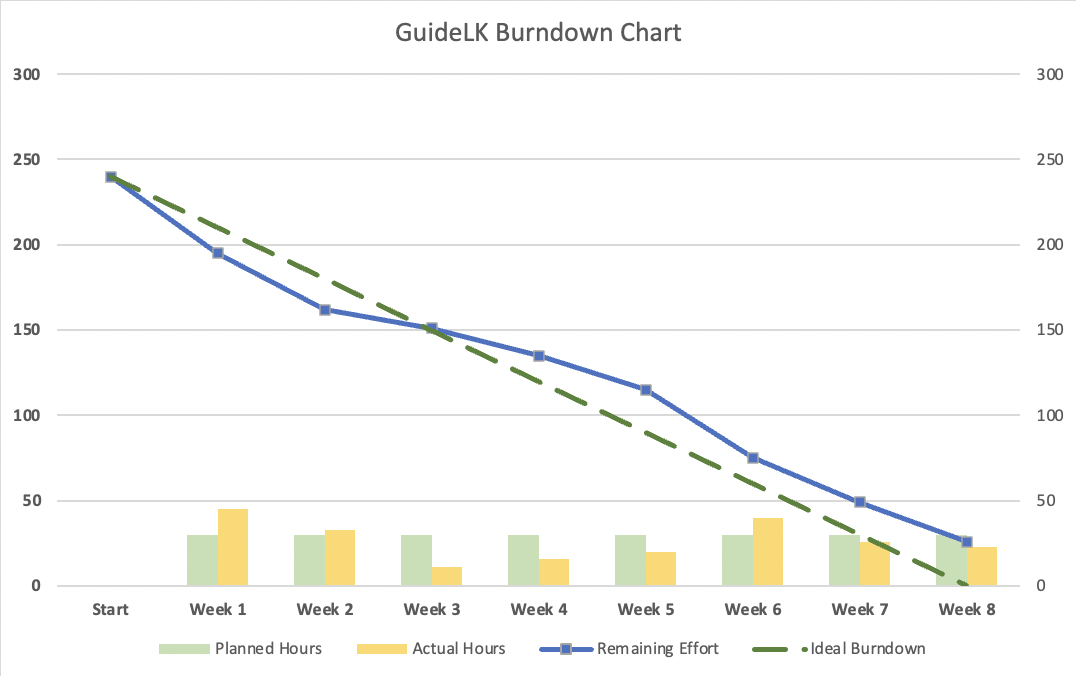 GuideLK Burndown Chart
300 300
250 250
200 200
150 150
100 100
50 50
0 0
Start Week 1 Week 2 Week 3 Week 4 Week 5 Week 6 Week 7 Week 8
Planned Hours Actual Hours Remaining Effort Ideal Burndown